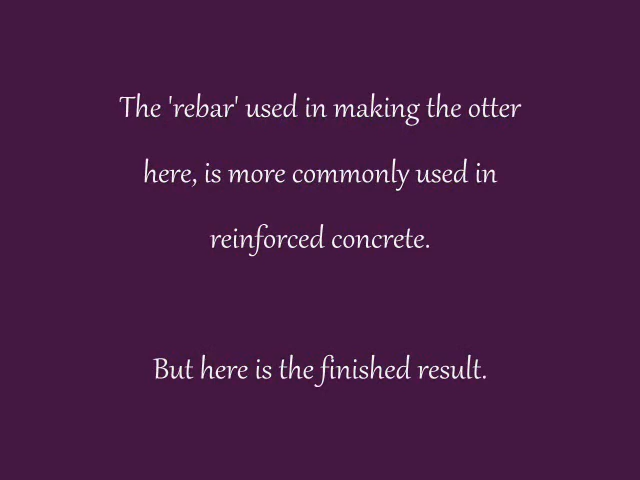 The 'rebar' used in making the otter
here, is more commonly used in
reinforced concrete.
But here is the finished result.